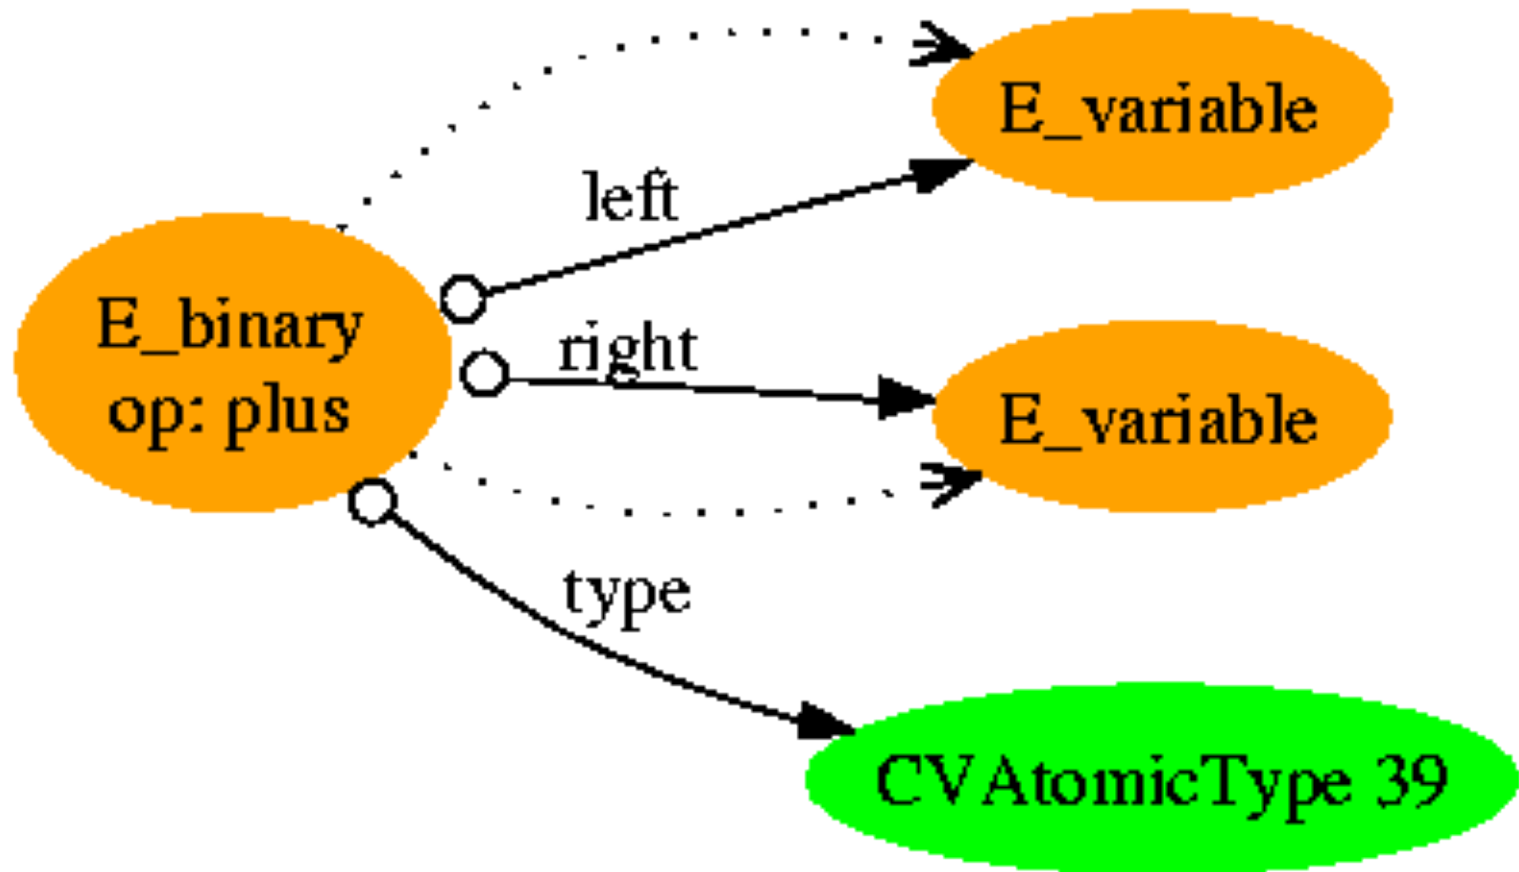 E_variable
left
E_binary
op: plus
right
E_variable
type
CVAtomicType 39